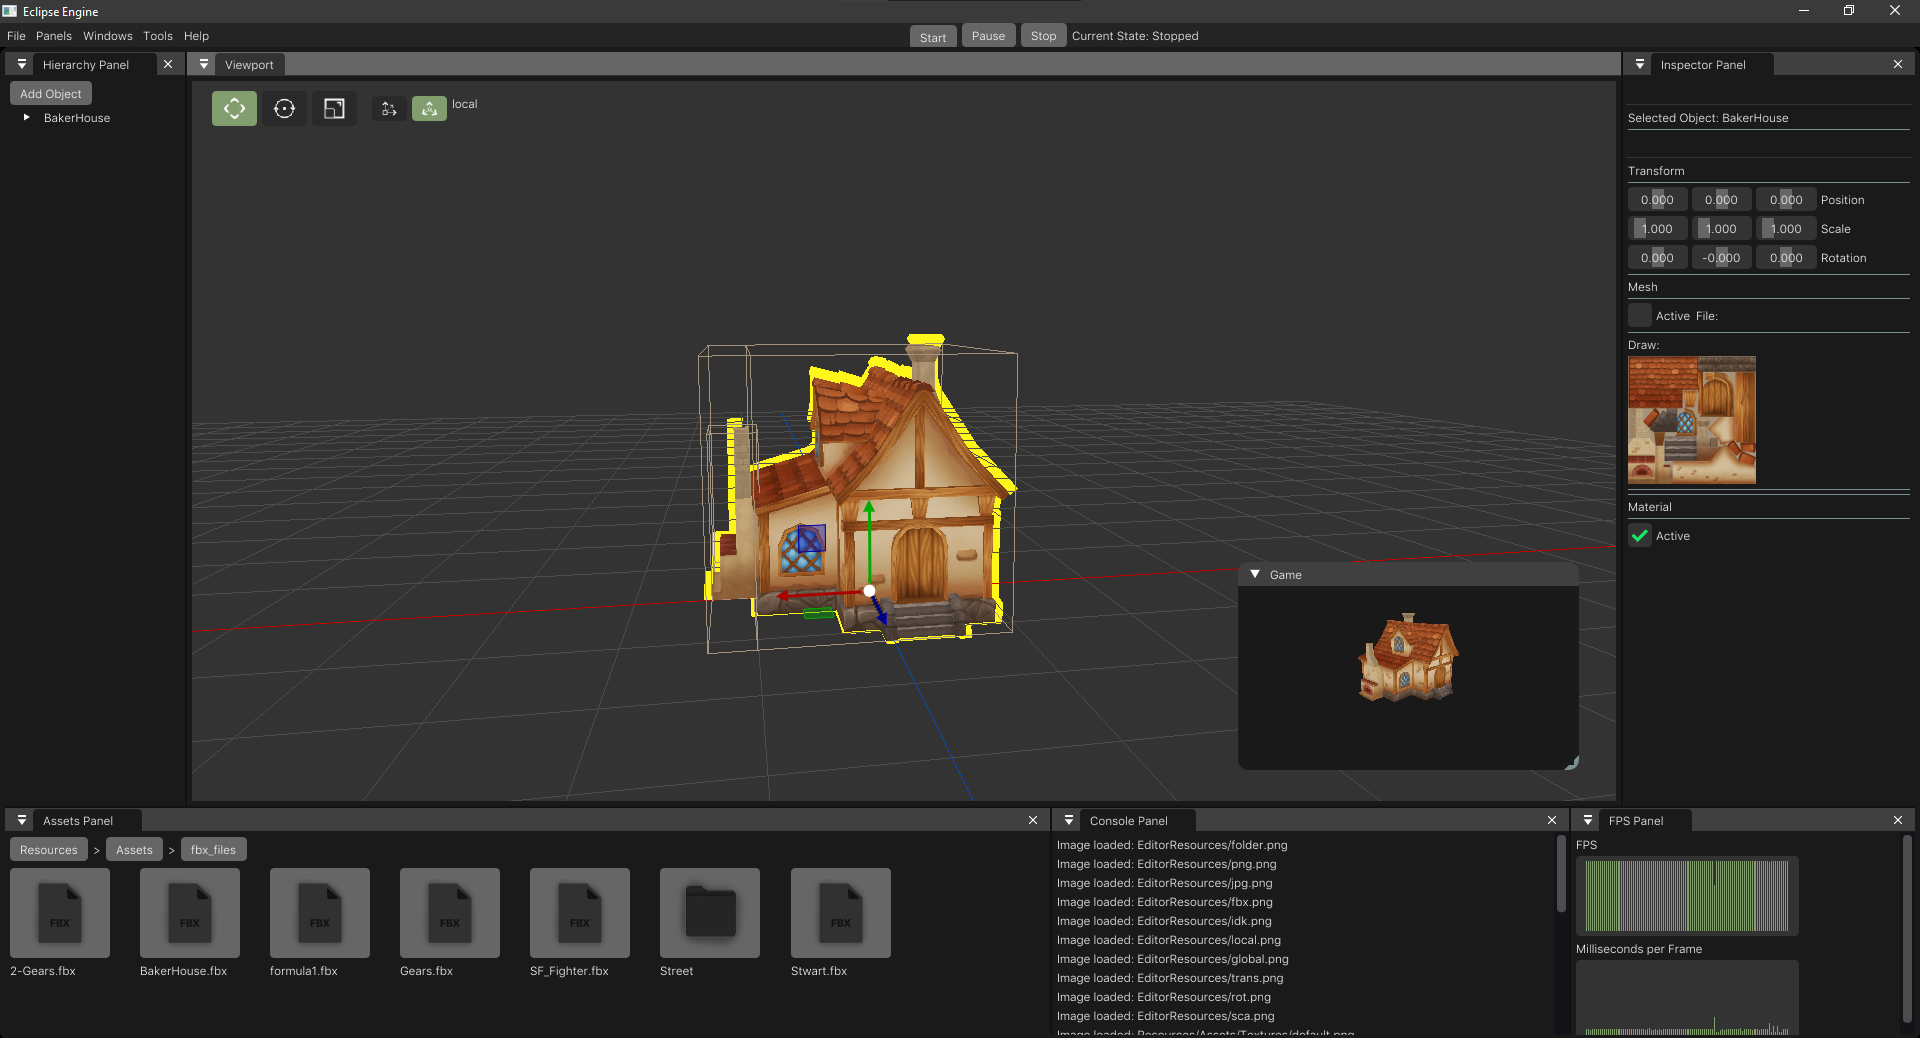 Eclipse Engine
File Panels Windows Tools Help
Start Pause Stop Current State: Stopped
Hierarchy Panel
Add Object
BakerHouse
Viewport
local
Game
Inspector Panel
Selected Object: BakerHouse
Transform
0.000 0.000 0.000 Position
1.000 1.000 1.000 Scale
0.000 -0.000 0.000 Rotation
Mesh
Active File:
Draw:
Material
Active
Assets Panel
Resources > Assets > fbx_files
FBX FBX FBX FBX FBX FBX
2-Gears.fbx BakerHouse.fbx formula1.fbx Gears.fbx SF_Fighter.fbx Street Stwart.fbx
Console Panel
Image loaded: EditorResources/folder.png
Image loaded: EditorResources/png.png
Image loaded: EditorResources/jpg.png
Image loaded: EditorResources/fbx.png
Image loaded: EditorResources/idk.png
Image loaded: EditorResources/local.png
Image loaded: EditorResources/global.png
Image loaded: EditorResources/trans.png
Image loaded: EditorResources/rot.png
Image loaded: EditorResources/sca.png
Image loaded: Resources/Assets/Textures/default.png
FPS Panel
FPS
Milliseconds per Frame